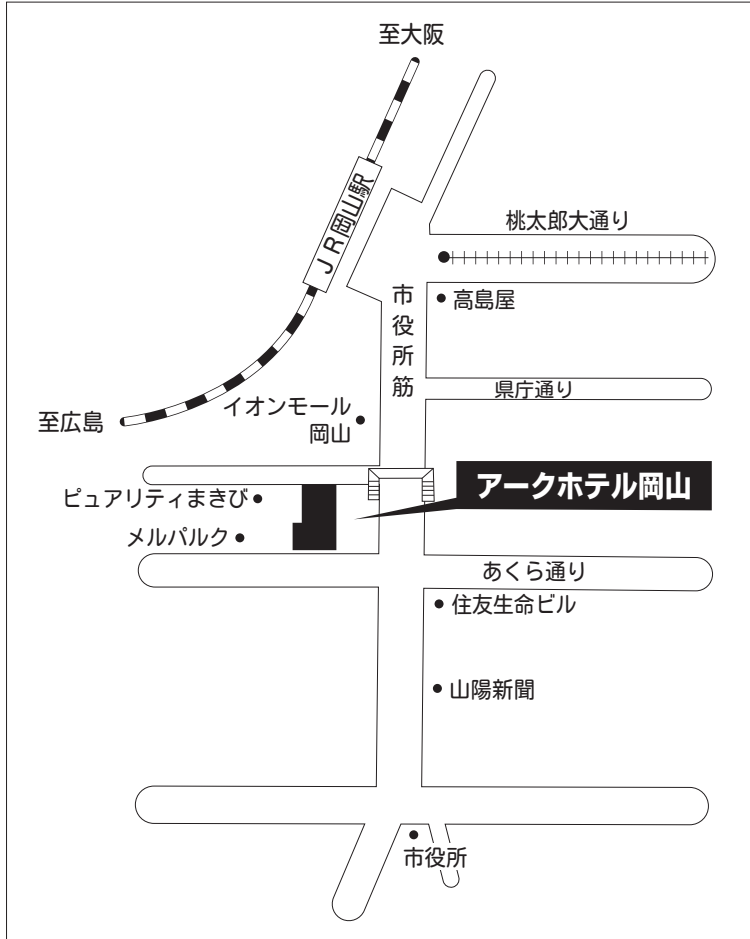 至大阪
JR岡山駅
桃太郎大通り
高島屋
市役所筋
県庁通り
イオンモール
岡山
至広島
アークホテル岡山
ピュアリティまきび
メルパルク
あくら通り
住友生命ビル
山陽新聞
市役所